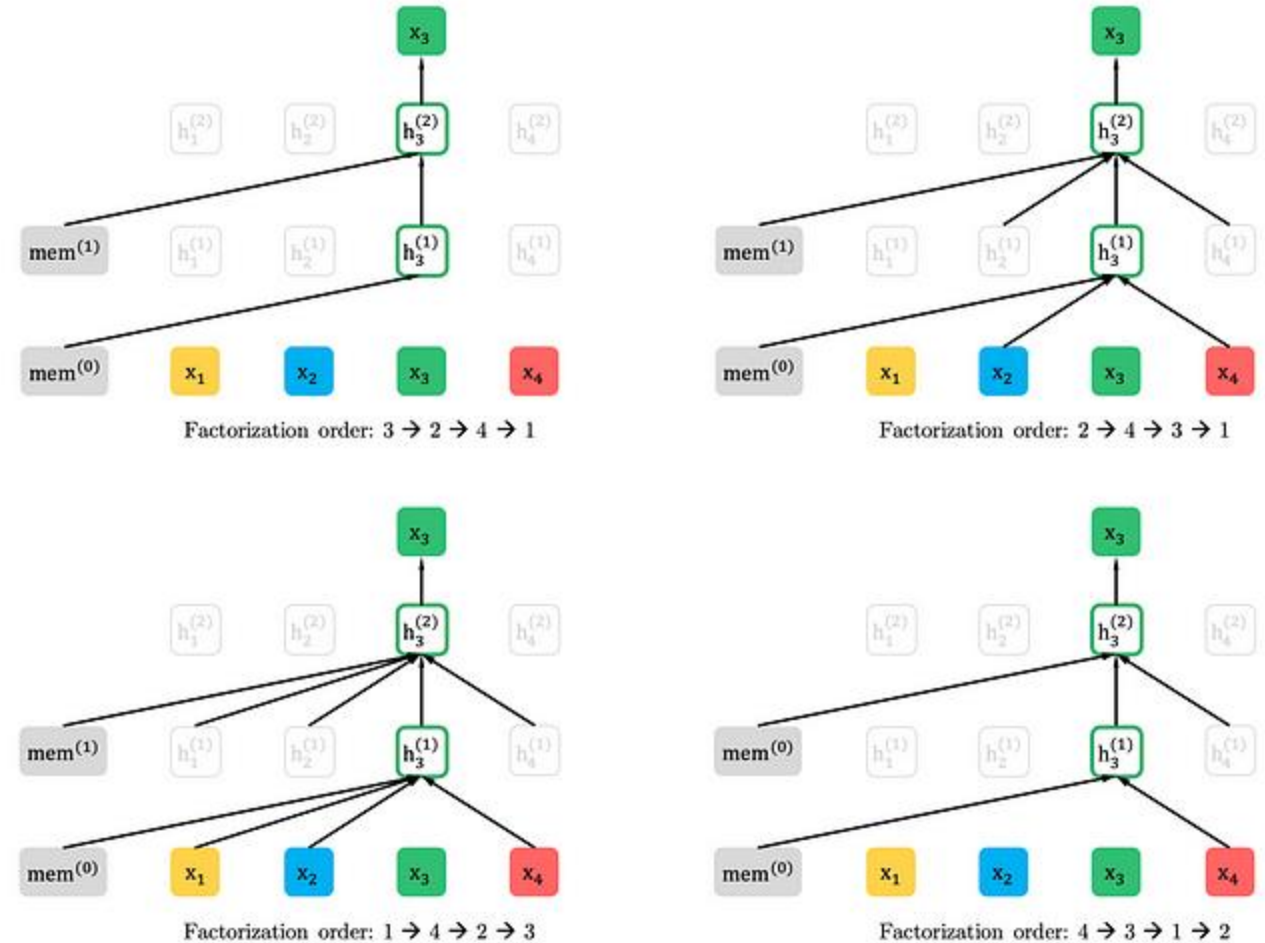 x₃
h₁⁽²⁾ h₂⁽²⁾ h₃⁽²⁾ h₄⁽²⁾
mem⁽¹⁾ h₁⁽¹⁾ h₂⁽¹⁾ h₃⁽¹⁾ h₄⁽¹⁾
mem⁽⁰⁾ x₁ x₂ x₃ x₄
Factorization order: 3 → 2 → 4 → 1
x₃
h₁⁽²⁾ h₂⁽²⁾ h₃⁽²⁾ h₄⁽²⁾
mem⁽¹⁾ h₁⁽¹⁾ h₂⁽¹⁾ h₃⁽¹⁾ h₄⁽¹⁾
mem⁽⁰⁾ x₁ x₂ x₃ x₄
Factorization order: 2 → 4 → 3 → 1
x₃
h₁⁽²⁾ h₂⁽²⁾ h₃⁽²⁾ h₄⁽²⁾
mem⁽¹⁾ h₁⁽¹⁾ h₂⁽¹⁾ h₃⁽¹⁾ h₄⁽¹⁾
mem⁽⁰⁾ x₁ x₂ x₃ x₄
Factorization order: 1 → 4 → 2 → 3
x₃
h₁⁽²⁾ h₂⁽²⁾ h₃⁽²⁾ h₄⁽²⁾
mem⁽⁰⁾ h₁⁽¹⁾ h₂⁽¹⁾ h₃⁽¹⁾ h₄⁽¹⁾
mem⁽⁰⁾ x₁ x₂ x₃ x₄
Factorization order: 4 → 3 → 1 → 2